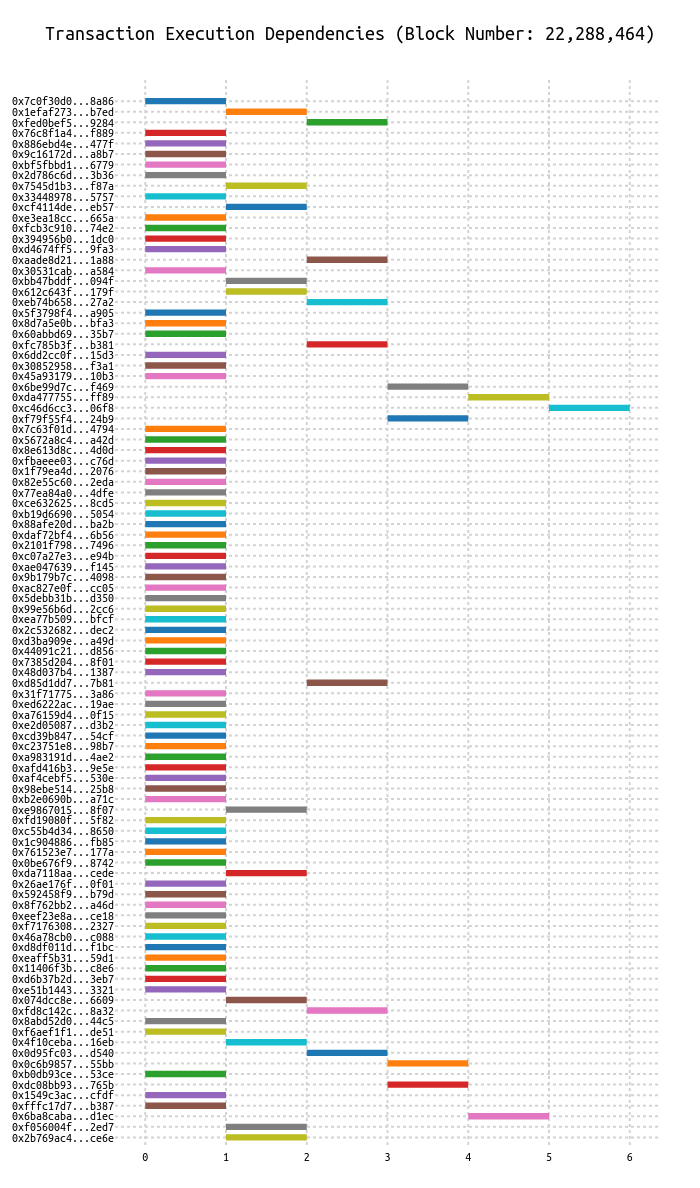 Transaction Execution Dependencies (Block Number: 22,288,464)
0x7c0f30d0...8a86
0x1efaf273...b7ed
0xfed0bef5...9284
0x76c8f1a4...f889
0x886ebd4e...477f
0x9c16172d...a8b7
0xbf5fbbd1...6779
0x2d786c6d...3b36
0x7545d1b3...f87a
0x33448978...5757
0xcf4114de...eb57
0xe3ea18cc...665a
0xfcb3c910...74e2
0x394956b0...1dc0
0xd4674ff5...9fa3
0xaade8d21...1a88
0x30531cab...a584
0xbb47bddf...094f
0x612c643f...179f
0xeb74b658...27a2
0x5f3798f4...a905
0x8d7a5e0b...bfa3
0x60abbd69...35b7
0xfc785b3f...b381
0x6dd2cc0f...15d3
0x30852958...f3a1
0x45a93179...10b3
0x6be99d7c...f469
0xda477755...ff89
0xc46d6cc3...06f8
0xf79f55f4...24b9
0x7c63f01d...4794
0x5672a8c4...a42d
0x8e613d8c...4d0d
0xfbaeee03...c76d
0x1f79ea4d...2076
0x82e55c60...2eda
0x77ea84a0...4dfe
0xce632625...8cd5
0xb19d6690...5054
0x88afe20d...ba2b
0xdaf72bf4...6b56
0x2101f798...7496
0xc07a27e3...e94b
0xae047639...f145
0x9b179b7c...4098
0xac827e0f...cc05
0x5debb31b...d350
0x99e56b6d...2cc6
0xea77b509...bfcf
0x2c532682...dec2
0xd3ba909e...a49d
0x44091c21...d856
0x7385d204...8f01
0x48d037b4...1387
0xd85d1dd7...7b81
0x31f71775...3a86
0xed6222ac...19ae
0xa76159d4...0f15
0xe2d05087...d3b2
0xcd39b847...54cf
0xc23751e8...98b7
0xa983191d...4ae2
0xafd416b3...9e5e
0xaf4cebf5...530e
0x98ebe514...25b8
0xb2e0690b...a71c
0xe9867015...8f07
0xfd19080f...5f82
0xc55b4d34...8650
0x1c904886...fb85
0x761523e7...177a
0x0be676f9...8742
0xda7118aa...cede
0x26ae176f...0f01
0x592458f9...b79d
0x8f762bb2...a46d
0xeef23e8a...ce18
0xf7176308...2327
0x46a78cb0...c088
0xd8df011d...f1bc
0xeaff5b31...59d1
0x11406f3b...c8e6
0xd6b37b2d...3eb7
0xe51b1443...3321
0x074dcc8e...6609
0xfd8c142c...8a32
0x8abd52d0...44c5
0xf6aef1f1...de51
0x4f10ceba...16eb
0x0d95fc03...d540
0x0c6b9857...55bb
0xb0db93ce...53ce
0xdc08bb93...765b
0x1549c3ac...cfdf
0xfffc17d7...b387
0x6ba8caba...d1ec
0xf056004f...2ed7
0x2b769ac4...ce6e
0 1 2 3 4 5 6